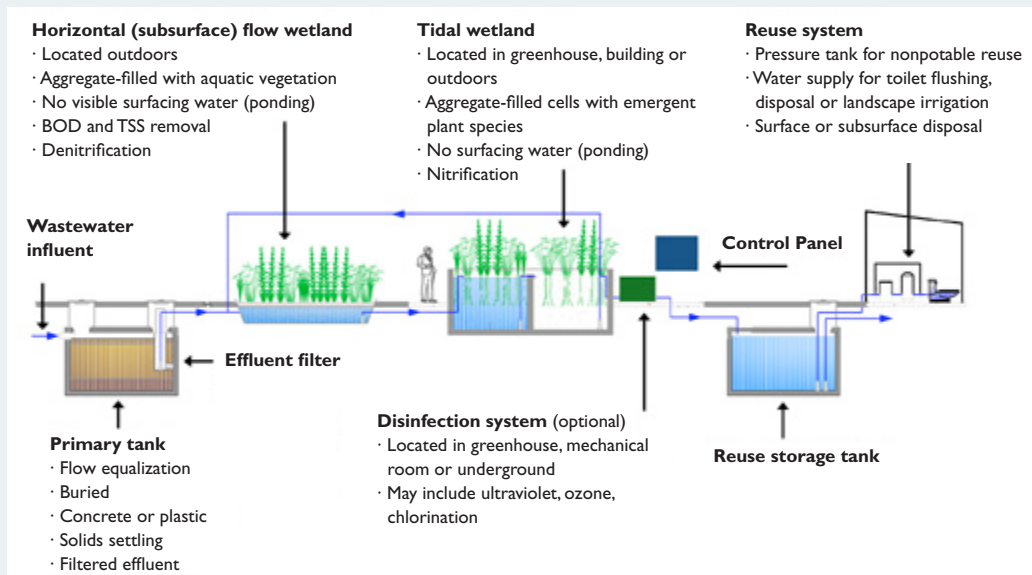 Horizontal (subsurface) flow wetland
· Located outdoors
· Aggregate-filled with aquatic vegetation
· No visible surfacing water (ponding)
· BOD and TSS removal
· Denitrification
Tidal wetland
· Located in greenhouse, building or
outdoors
· Aggregate-filled cells with emergent
plant species
· No surfacing water (ponding)
· Nitrification
Reuse system
· Pressure tank for nonpotable reuse
· Water supply for toilet flushing,
disposal or landscape irrigation
· Surface or subsurface disposal
Wastewater
influent
Control Panel
Effluent filter
Primary tank
· Flow equalization
· Buried
· Concrete or plastic
· Solids settling
· Filtered effluent
Disinfection system (optional)
· Located in greenhouse, mechanical
room or underground
· May include ultraviolet, ozone,
chlorination
Reuse storage tank